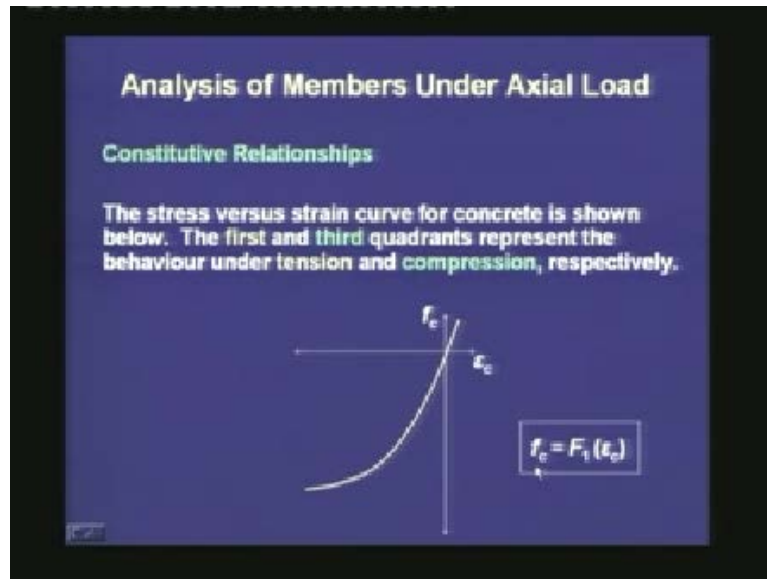 Analysis of Members Under Axial Load
Constitutive Relationships
The stress versus strain curve for concrete is shown
below. The first and third quadrants represent the
behaviour under tension and compression, respectively.
fc
εc
fc = F1 (εc)